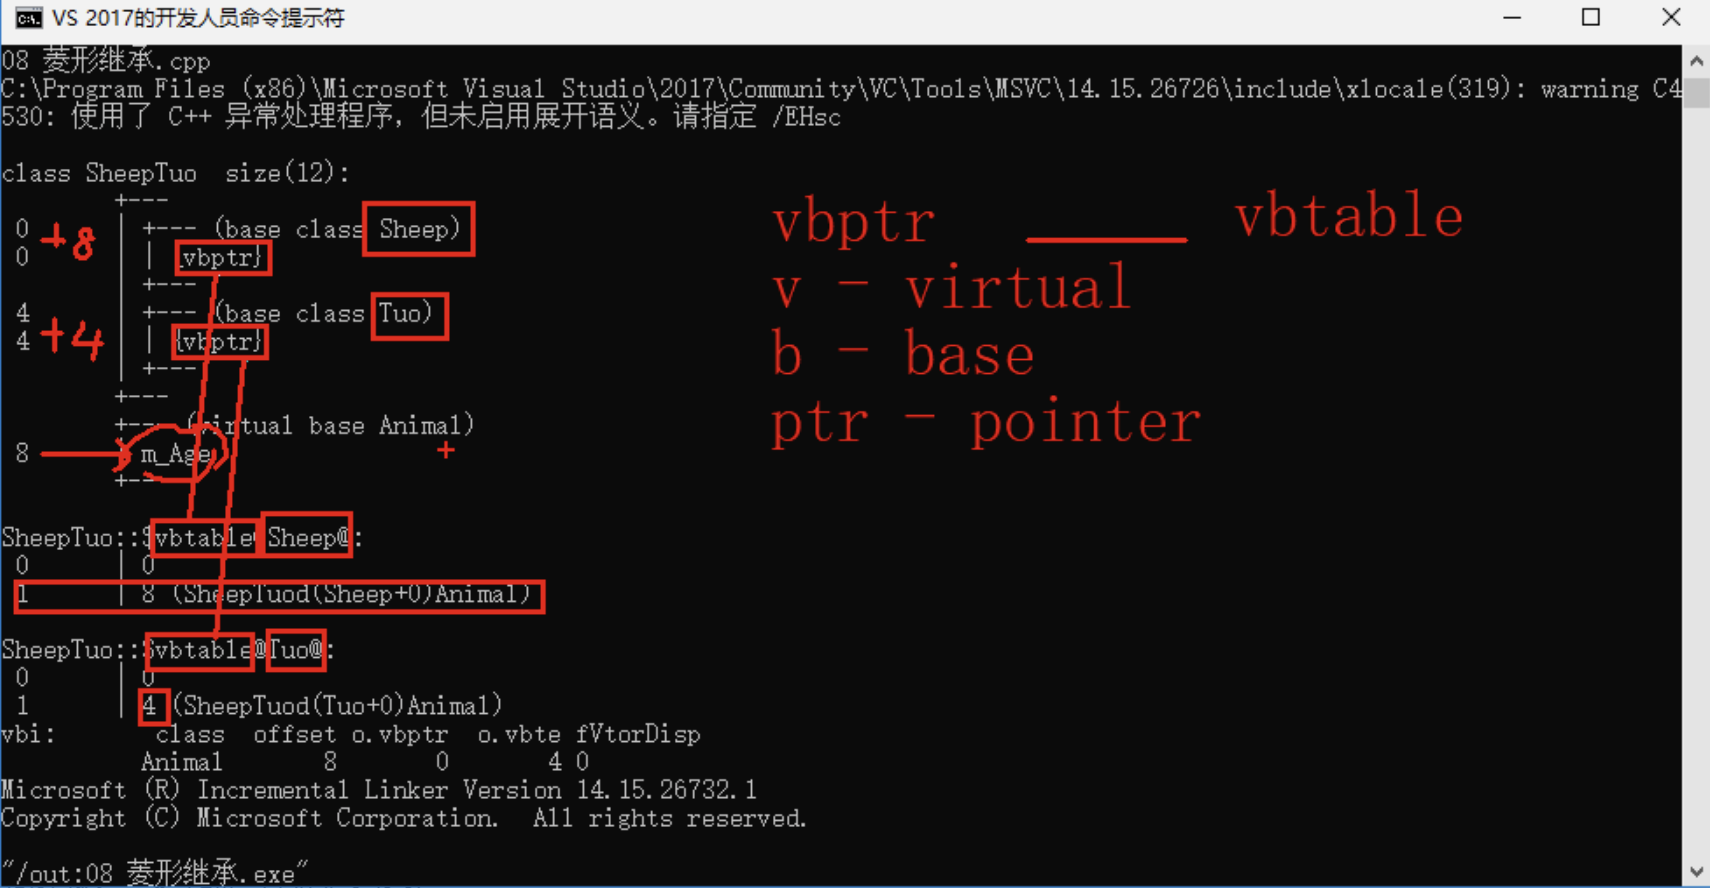 VS 2017的开发人员命令提示符
08 菱形继承.cpp
C:\Program Files (x86)\Microsoft Visual Studio\2017\Community\VC\Tools\MSVC\14.15.26726\include\xlocale(319): warning C4
530: 使用了 C++ 异常处理程序，但未启用展开语义。请指定 /EHsc
class SheepTuo  size(12):
+---
0 +8 | +--- (base class Sheep)
0 | | {vbptr}
| +---
4 | +--- (base class Tuo)
4 +4 | | {vbptr}
| +---
+---
+--- (virtual base Animal)
8 | m_Age
+---
vbptr ——— vbtable
v - virtual
b - base
ptr - pointer
SheepTuo::$vbtable@Sheep@:
0 | 0
1 | 8 (SheepTuod(Sheep+0)Animal)
SheepTuo::$vbtable@Tuo@:
0 | 0
1 | 4 (SheepTuod(Tuo+0)Animal)
vbi: class offset o.vbptr o.vbte fVtorDisp
Animal 8 0 4 0
Microsoft (R) Incremental Linker Version 14.15.26732.1
Copyright (C) Microsoft Corporation.  All rights reserved.
"/out:08 菱形继承.exe"